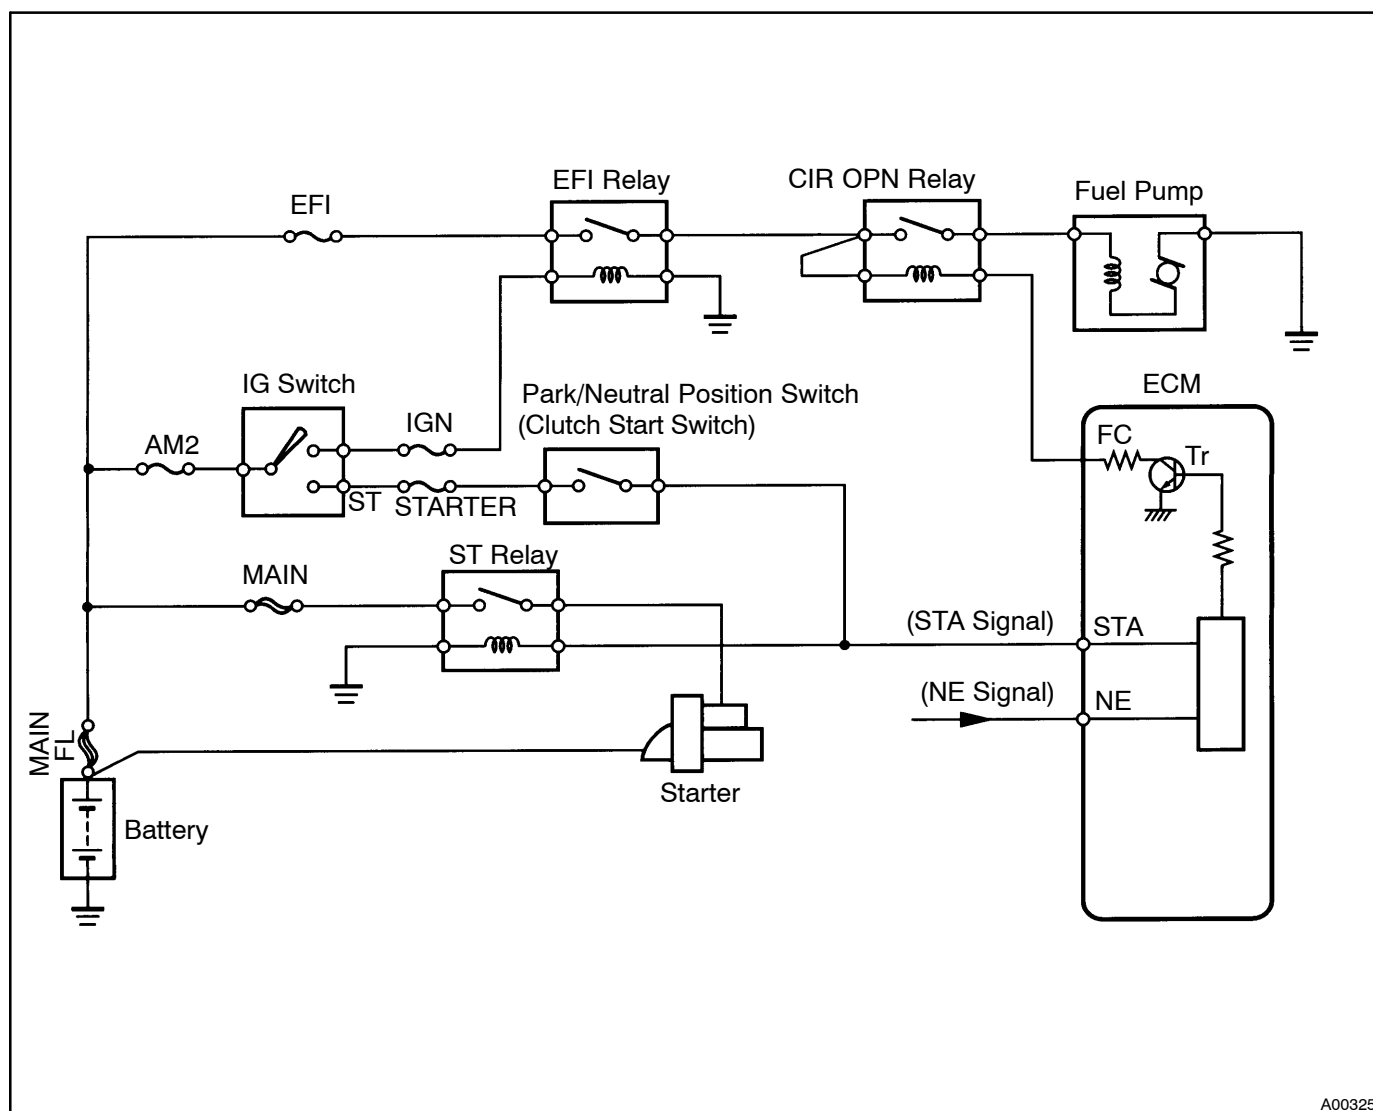 EFI
EFI Relay
CIR OPN Relay
Fuel Pump
IG Switch
AM2
IGN
ST
STARTER
Park/Neutral Position Switch
(Clutch Start Switch)
ECM
FC
Tr
MAIN
ST Relay
(STA Signal)
STA
(NE Signal)
NE
MAIN
FL
Starter
Battery
A00325